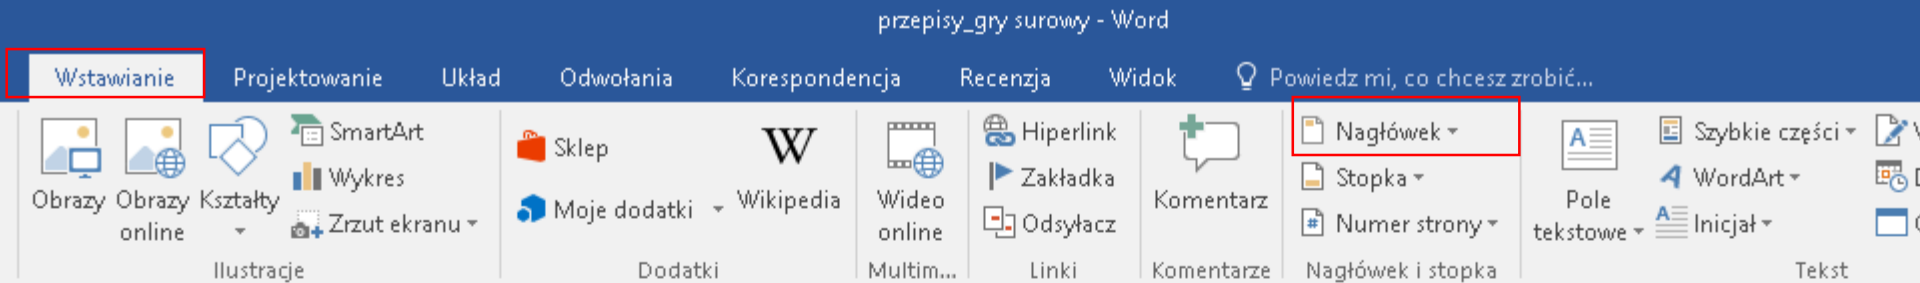 przepisy_gry surowy - Word
Wstawianie Projektowanie Układ Odwołania Korespondencja Recenzja Widok Powiedz mi, co chcesz zrobić...
Obrazy
Obrazy online
Kształty
SmartArt
Wykres
Zrzut ekranu
Ilustracje
Sklep
Moje dodatki
W
Wikipedia
Dodatki
Wideo online
Multim...
Hiperlink
Zakładka
Odsyłacz
Linki
Komentarz
Komentarze
Nagłówek
Stopka
# Numer strony
Nagłówek i stopka
A
Pole tekstowe
Szybkie części
A WordArt
A Inicjał
Tekst